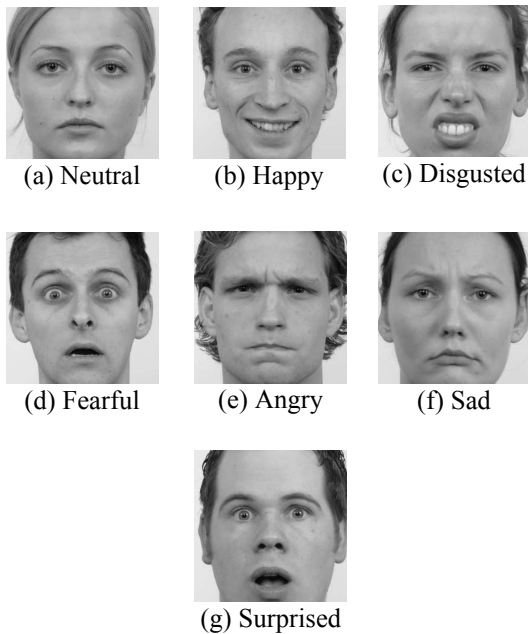 (a) Neutral
(b) Happy
(c) Disgusted
(d) Fearful
(e) Angry
(f) Sad
(g) Surprised